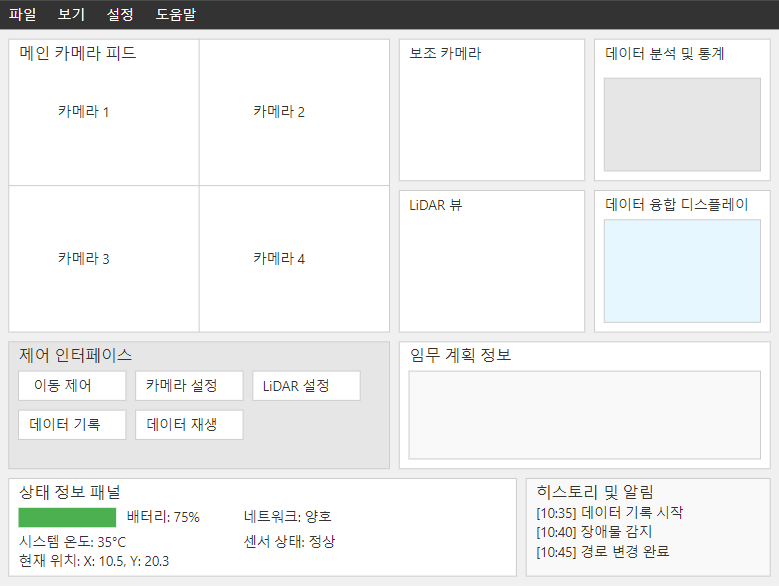 파일 보기 설정 도움말
메인 카메라 피드
카메라 1
카메라 2
카메라 3
카메라 4
보조 카메라
데이터 분석 및 통계
LiDAR 뷰
데이터 융합 디스플레이
제어 인터페이스
이동 제어
카메라 설정
LiDAR 설정
데이터 기록
데이터 재생
임무 계획 정보
상태 정보 패널
배터리: 75%
네트워크: 양호
시스템 온도: 35°C
센서 상태: 정상
현재 위치: X: 10.5, Y: 20.3
히스토리 및 알림
[10:35] 데이터 기록 시작
[10:40] 장애물 감지
[10:45] 경로 변경 완료